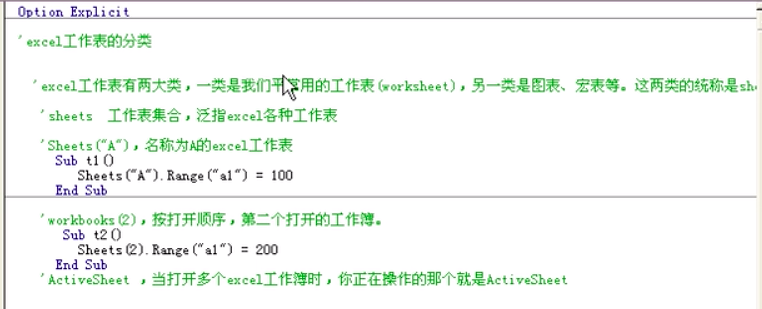 Option Explicit
'excel工作表的分类
'excel工作表有两大类，一类是我们平常用的工作表(worksheet)，另一类是图表、宏表等。这两类的统称是she
'sheets 工作表集合，泛指excel各种工作表
'Sheets("A")，名称为A的excel工作表
Sub t1()
Sheets("A").Range("a1") = 100
End Sub
'workbooks(2)，按打开顺序，第二个打开的工作簿。
Sub t2()
Sheets(2).Range("a1") = 200
End Sub
'ActiveSheet ，当打开多个excel工作簿时，你正在操作的那个就是ActiveSheet